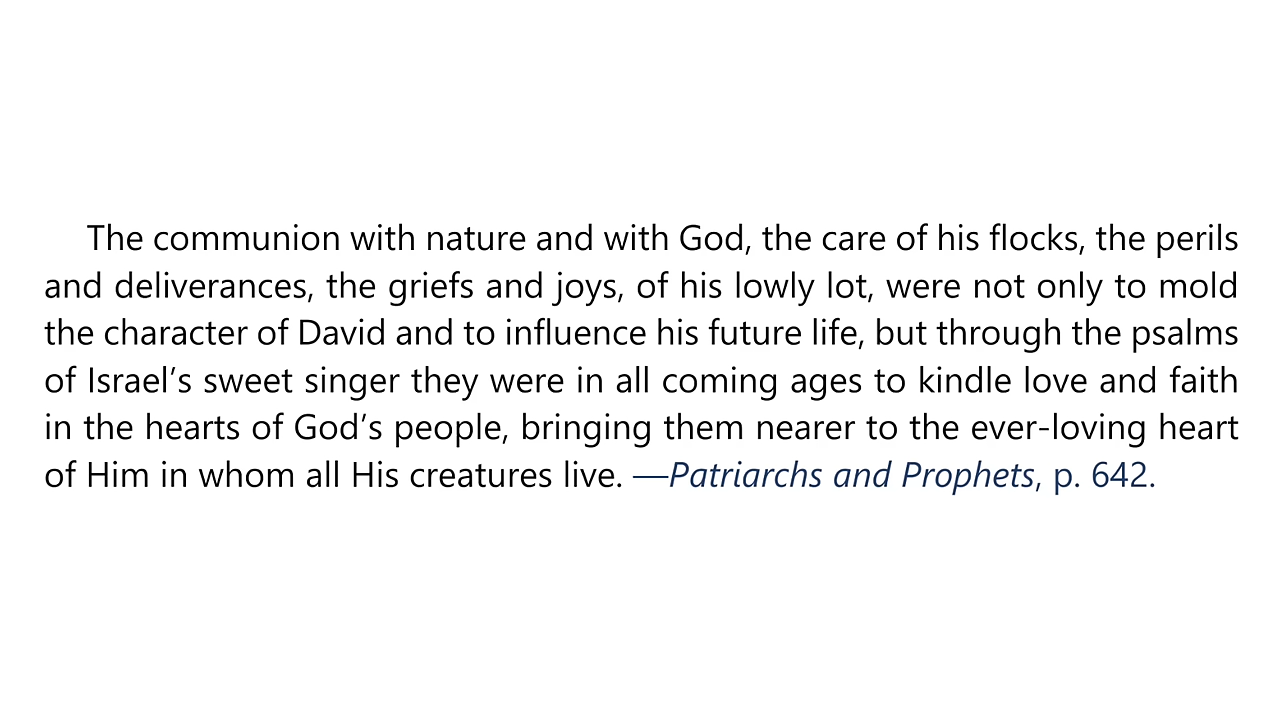 The communion with nature and with God, the care of his flocks, the perils
and deliverances, the griefs and joys, of his lowly lot, were not only to mold
the character of David and to influence his future life, but through the psalms
of Israel’s sweet singer they were in all coming ages to kindle love and faith
in the hearts of God’s people, bringing them nearer to the ever-loving heart
of Him in whom all His creatures live. —Patriarchs and Prophets, p. 642.